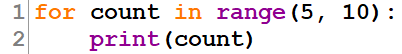 1 for count in range(5, 10):
2     print(count)